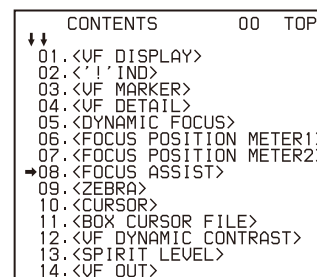 CONTENTS 00 TOP
01.<VF DISPLAY>
02.<'!'IND>
03.<VF MARKER>
04.<VF DETAIL>
05.<DYNAMIC FOCUS>
06.<FOCUS POSITION METER1>
07.<FOCUS POSITION METER2>
08.<FOCUS ASSIST>
09.<ZEBRA>
10.<CURSOR>
11.<BOX CURSOR FILE>
12.<VF DYNAMIC CONTRAST>
13.<SPIRIT LEVEL>
14.<VF OUT>